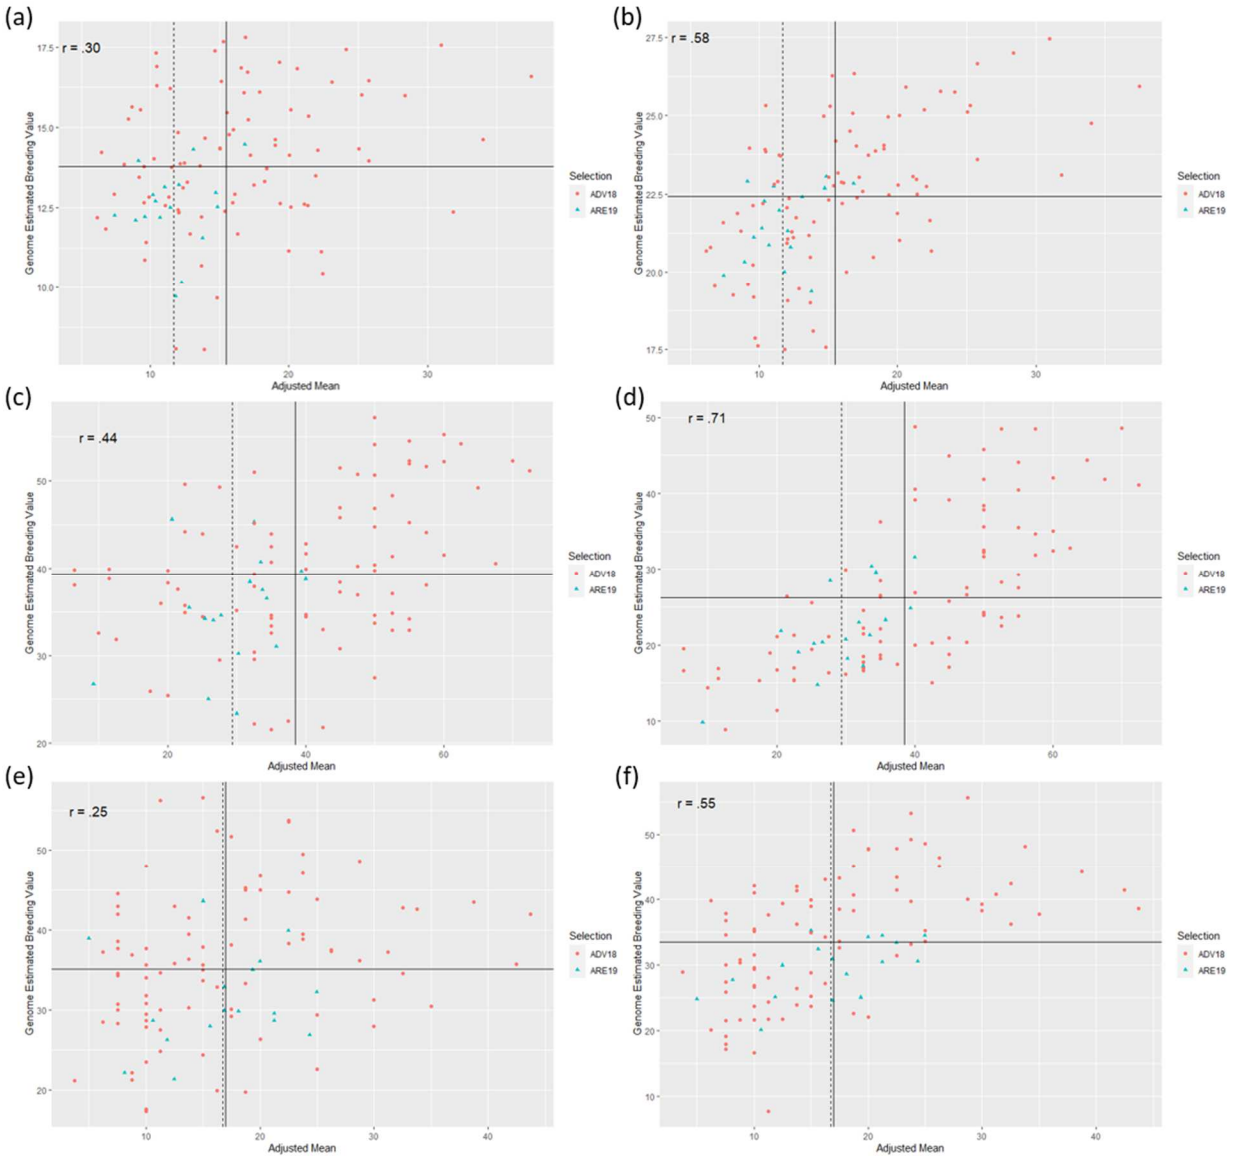 (a)
r = .30
17.5
15.0
12.5
10.0
Genome Estimated Breeding Value
10 20 30
Adjusted Mean
Selection
ADV18
ARE19
(b)
r = .58
27.5
25.0
22.5
20.0
17.5
Genome Estimated Breeding Value
10 20 30
Adjusted Mean
Selection
ADV18
ARE19
(c)
r = .44
50
40
30
20
Genome Estimated Breeding Value
20 40 60
Adjusted Mean
Selection
ADV18
ARE19
(d)
r = .71
50
40
30
20
10
Genome Estimated Breeding Value
20 40 60
Adjusted Mean
Selection
ADV18
ARE19
(e)
r = .25
50
40
30
20
Genome Estimated Breeding Value
10 20 30 40
Adjusted Mean
Selection
ADV18
ARE19
(f)
r = .55
50
40
30
20
10
Genome Estimated Breeding Value
10 20 30 40
Adjusted Mean
Selection
ADV18
ARE19